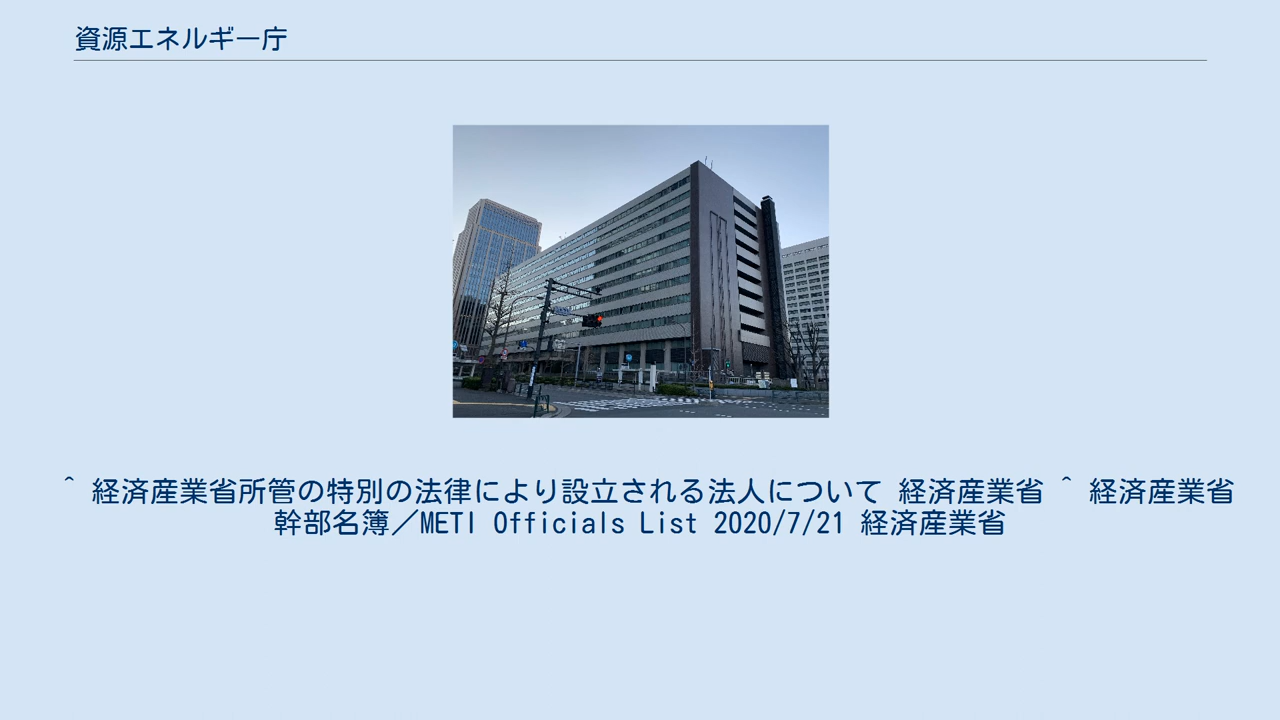 資源エネルギー庁
^ 経済産業省所管の特別の法律により設立される法人について 経済産業省 ^ 経済産業省
幹部名簿／METI Officials List 2020/7/21 経済産業省